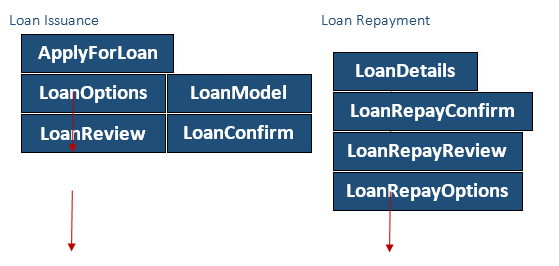 Loan Issuance
ApplyForLoan
LoanOptions LoanModel
LoanReview LoanConfirm
Loan Repayment
LoanDetails
LoanRepayConfirm
LoanRepayReview
LoanRepayOptions